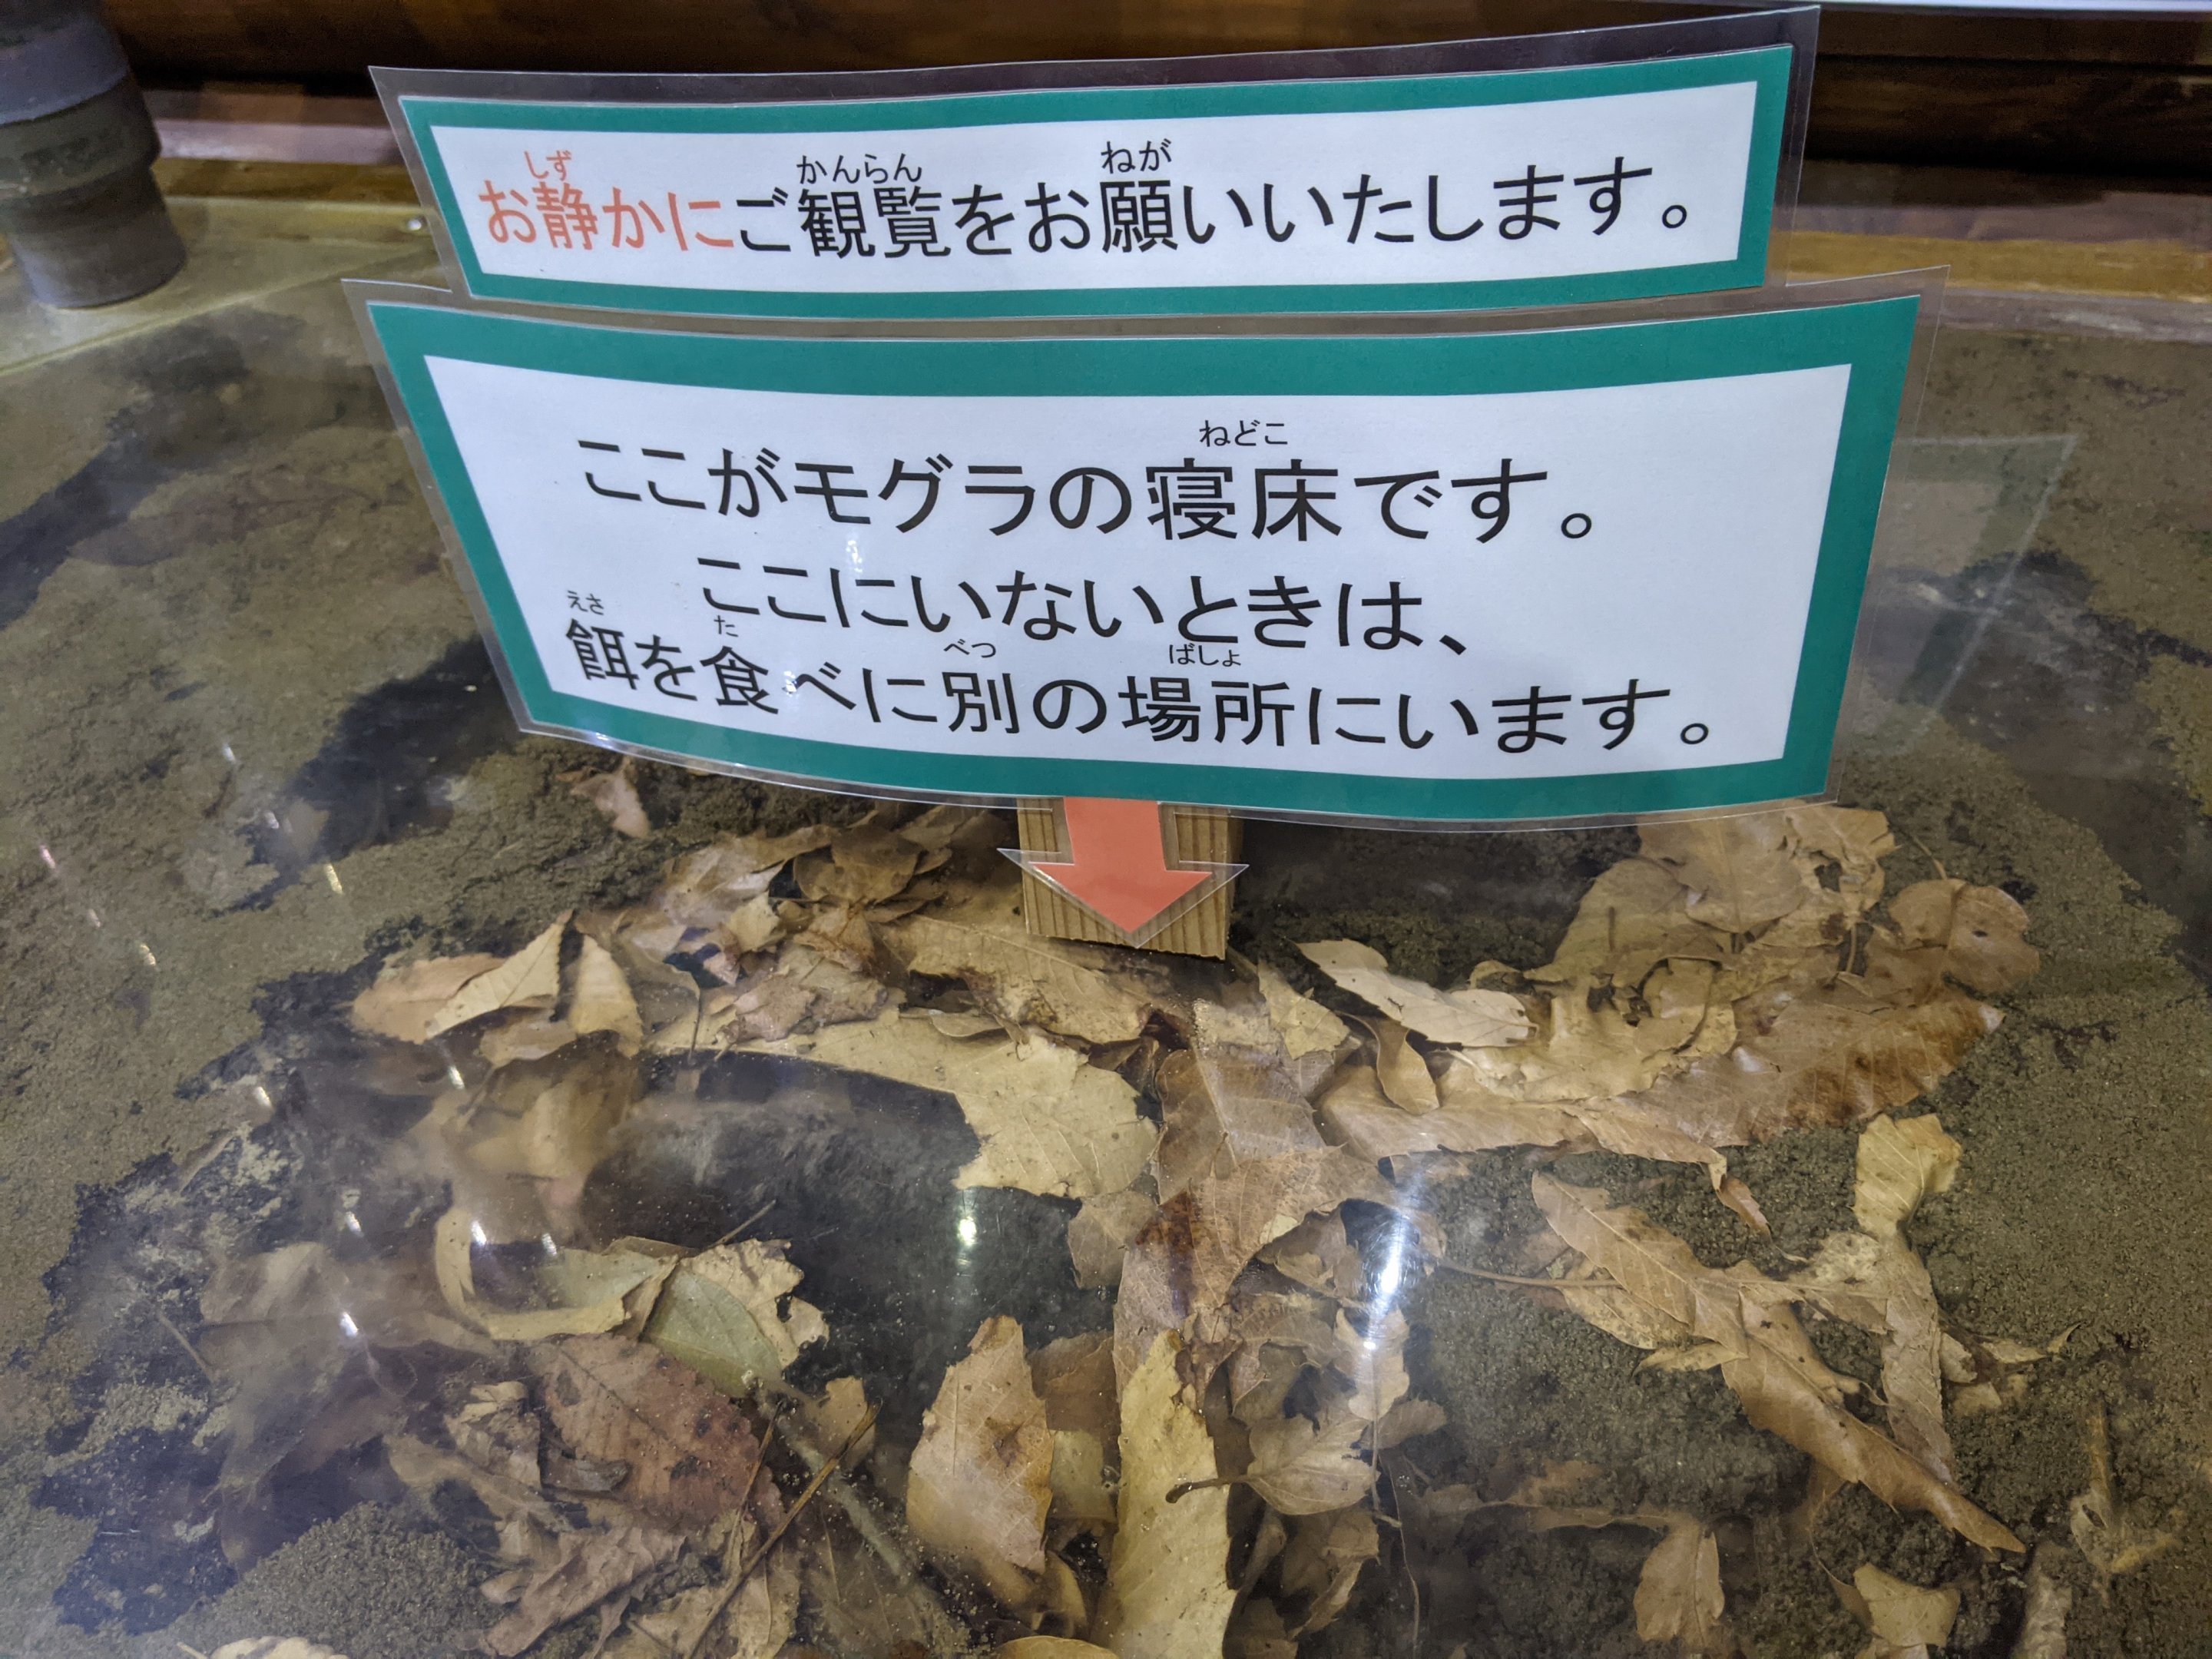 お静かにご観覧をお願いいたします。
ここがモグラの寝床です。
ここにいないときは、
餌を食べに別の場所にいます。